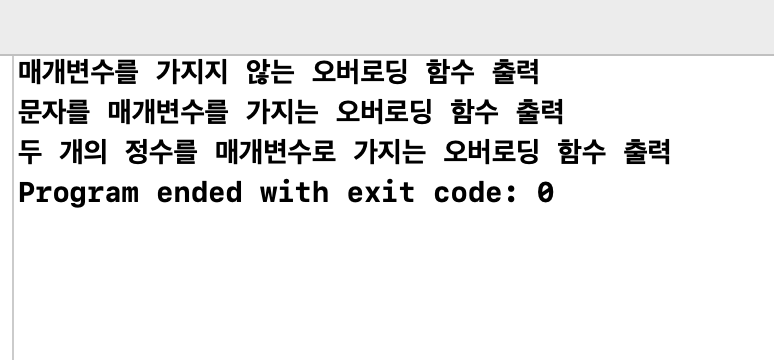 매개변수를 가지지 않는 오버로딩 함수 출력
문자를 매개변수를 가지는 오버로딩 함수 출력
두 개의 정수를 매개변수로 가지는 오버로딩 함수 출력
Program ended with exit code: 0